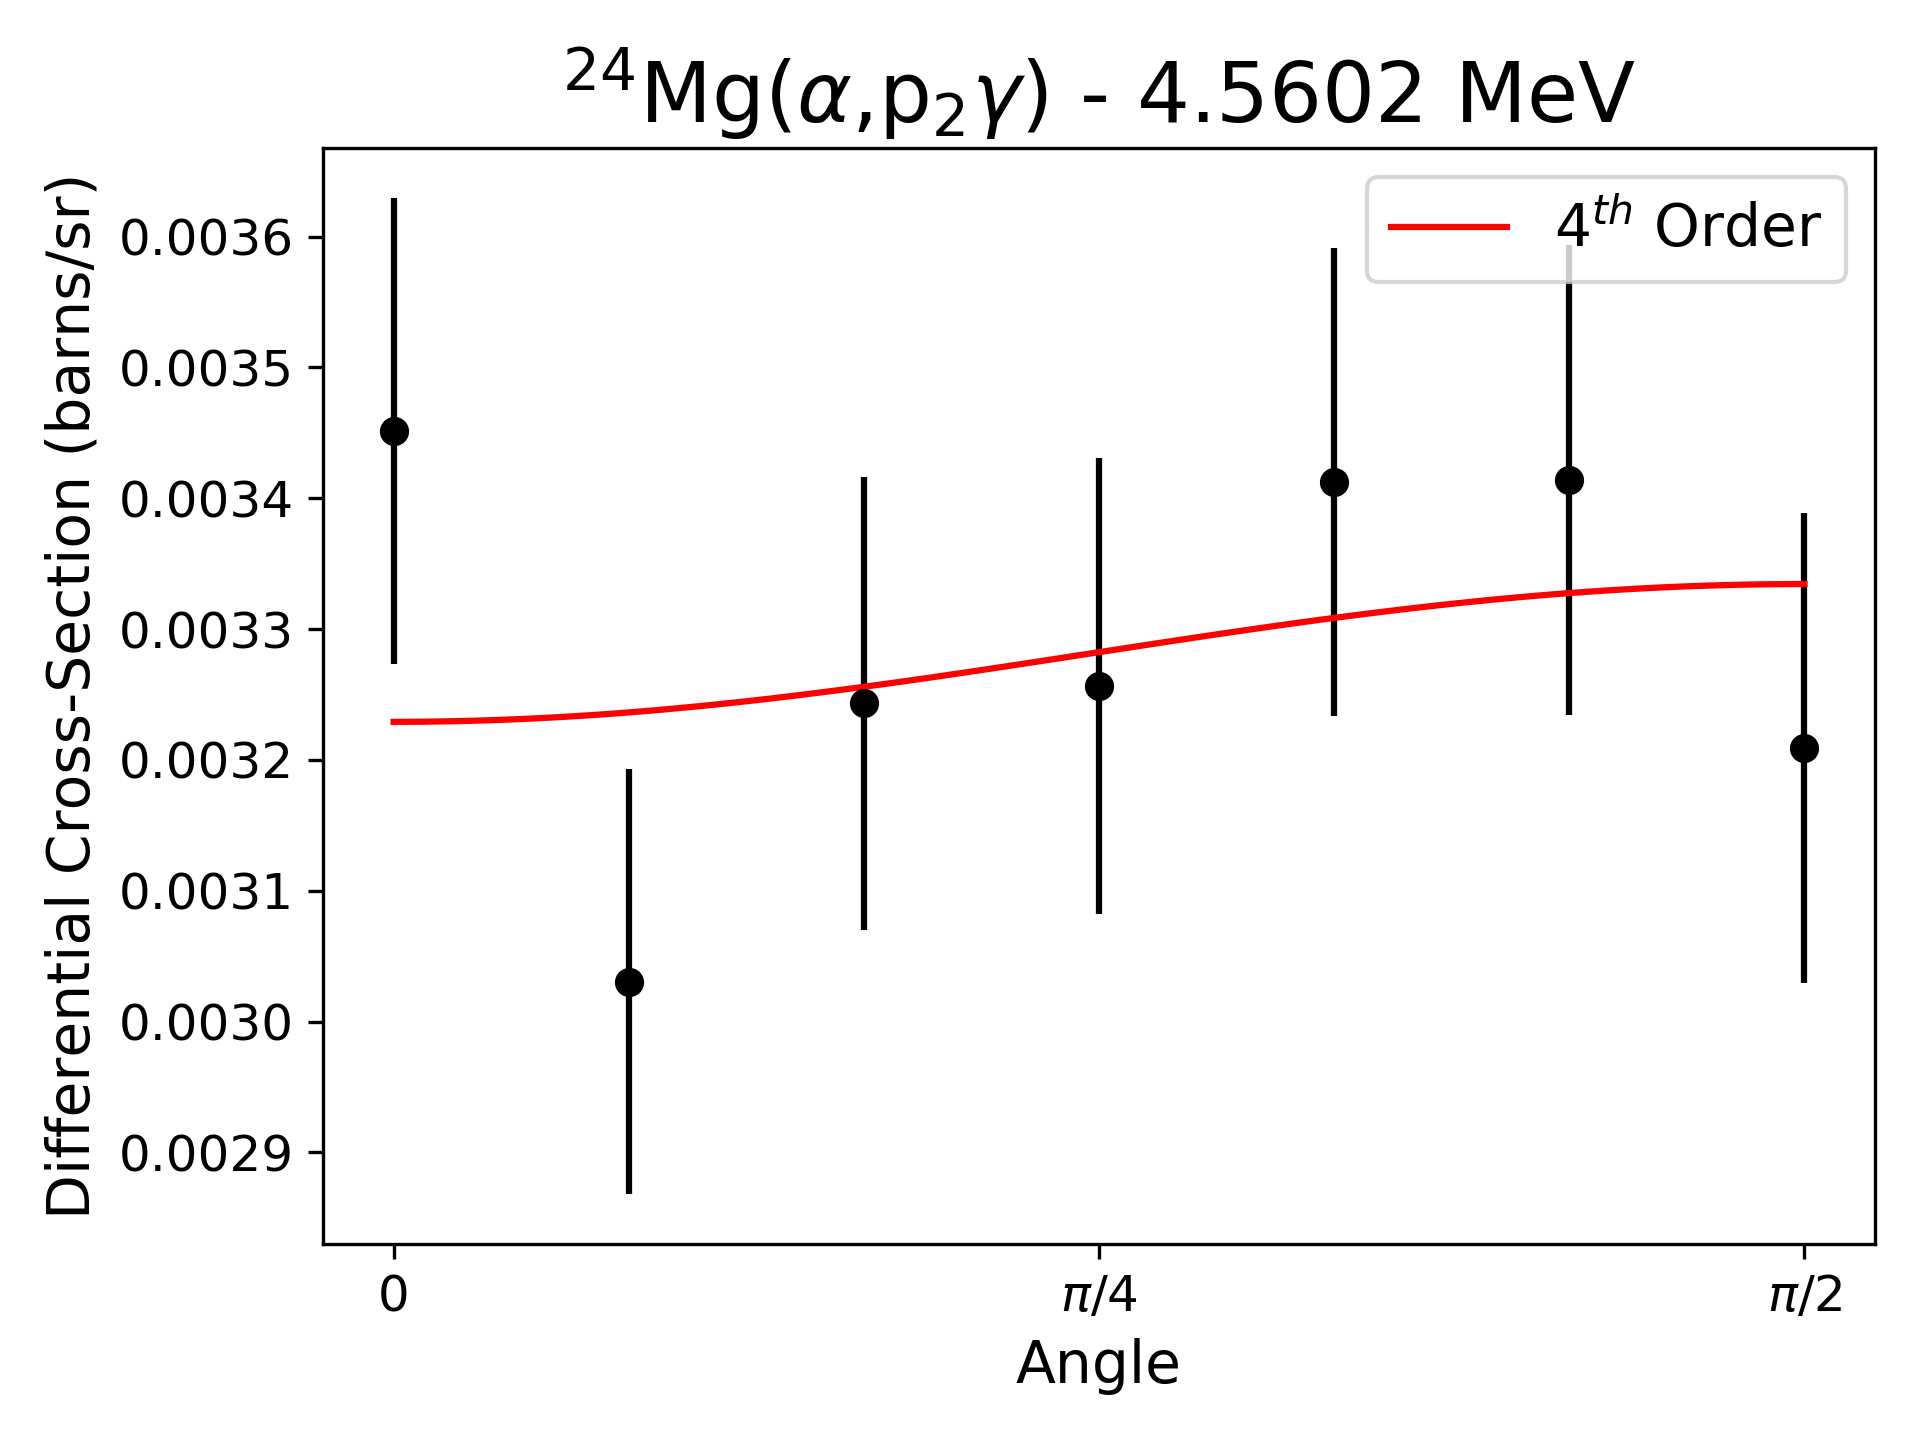 ²⁴Mg(α,p₂γ) - 4.5602 MeV
4ᵗʰ Order
Differential Cross-Section (barns/sr)
0.0036
0.0035
0.0034
0.0033
0.0032
0.0031
0.0030
0.0029
0
π/4
π/2
Angle